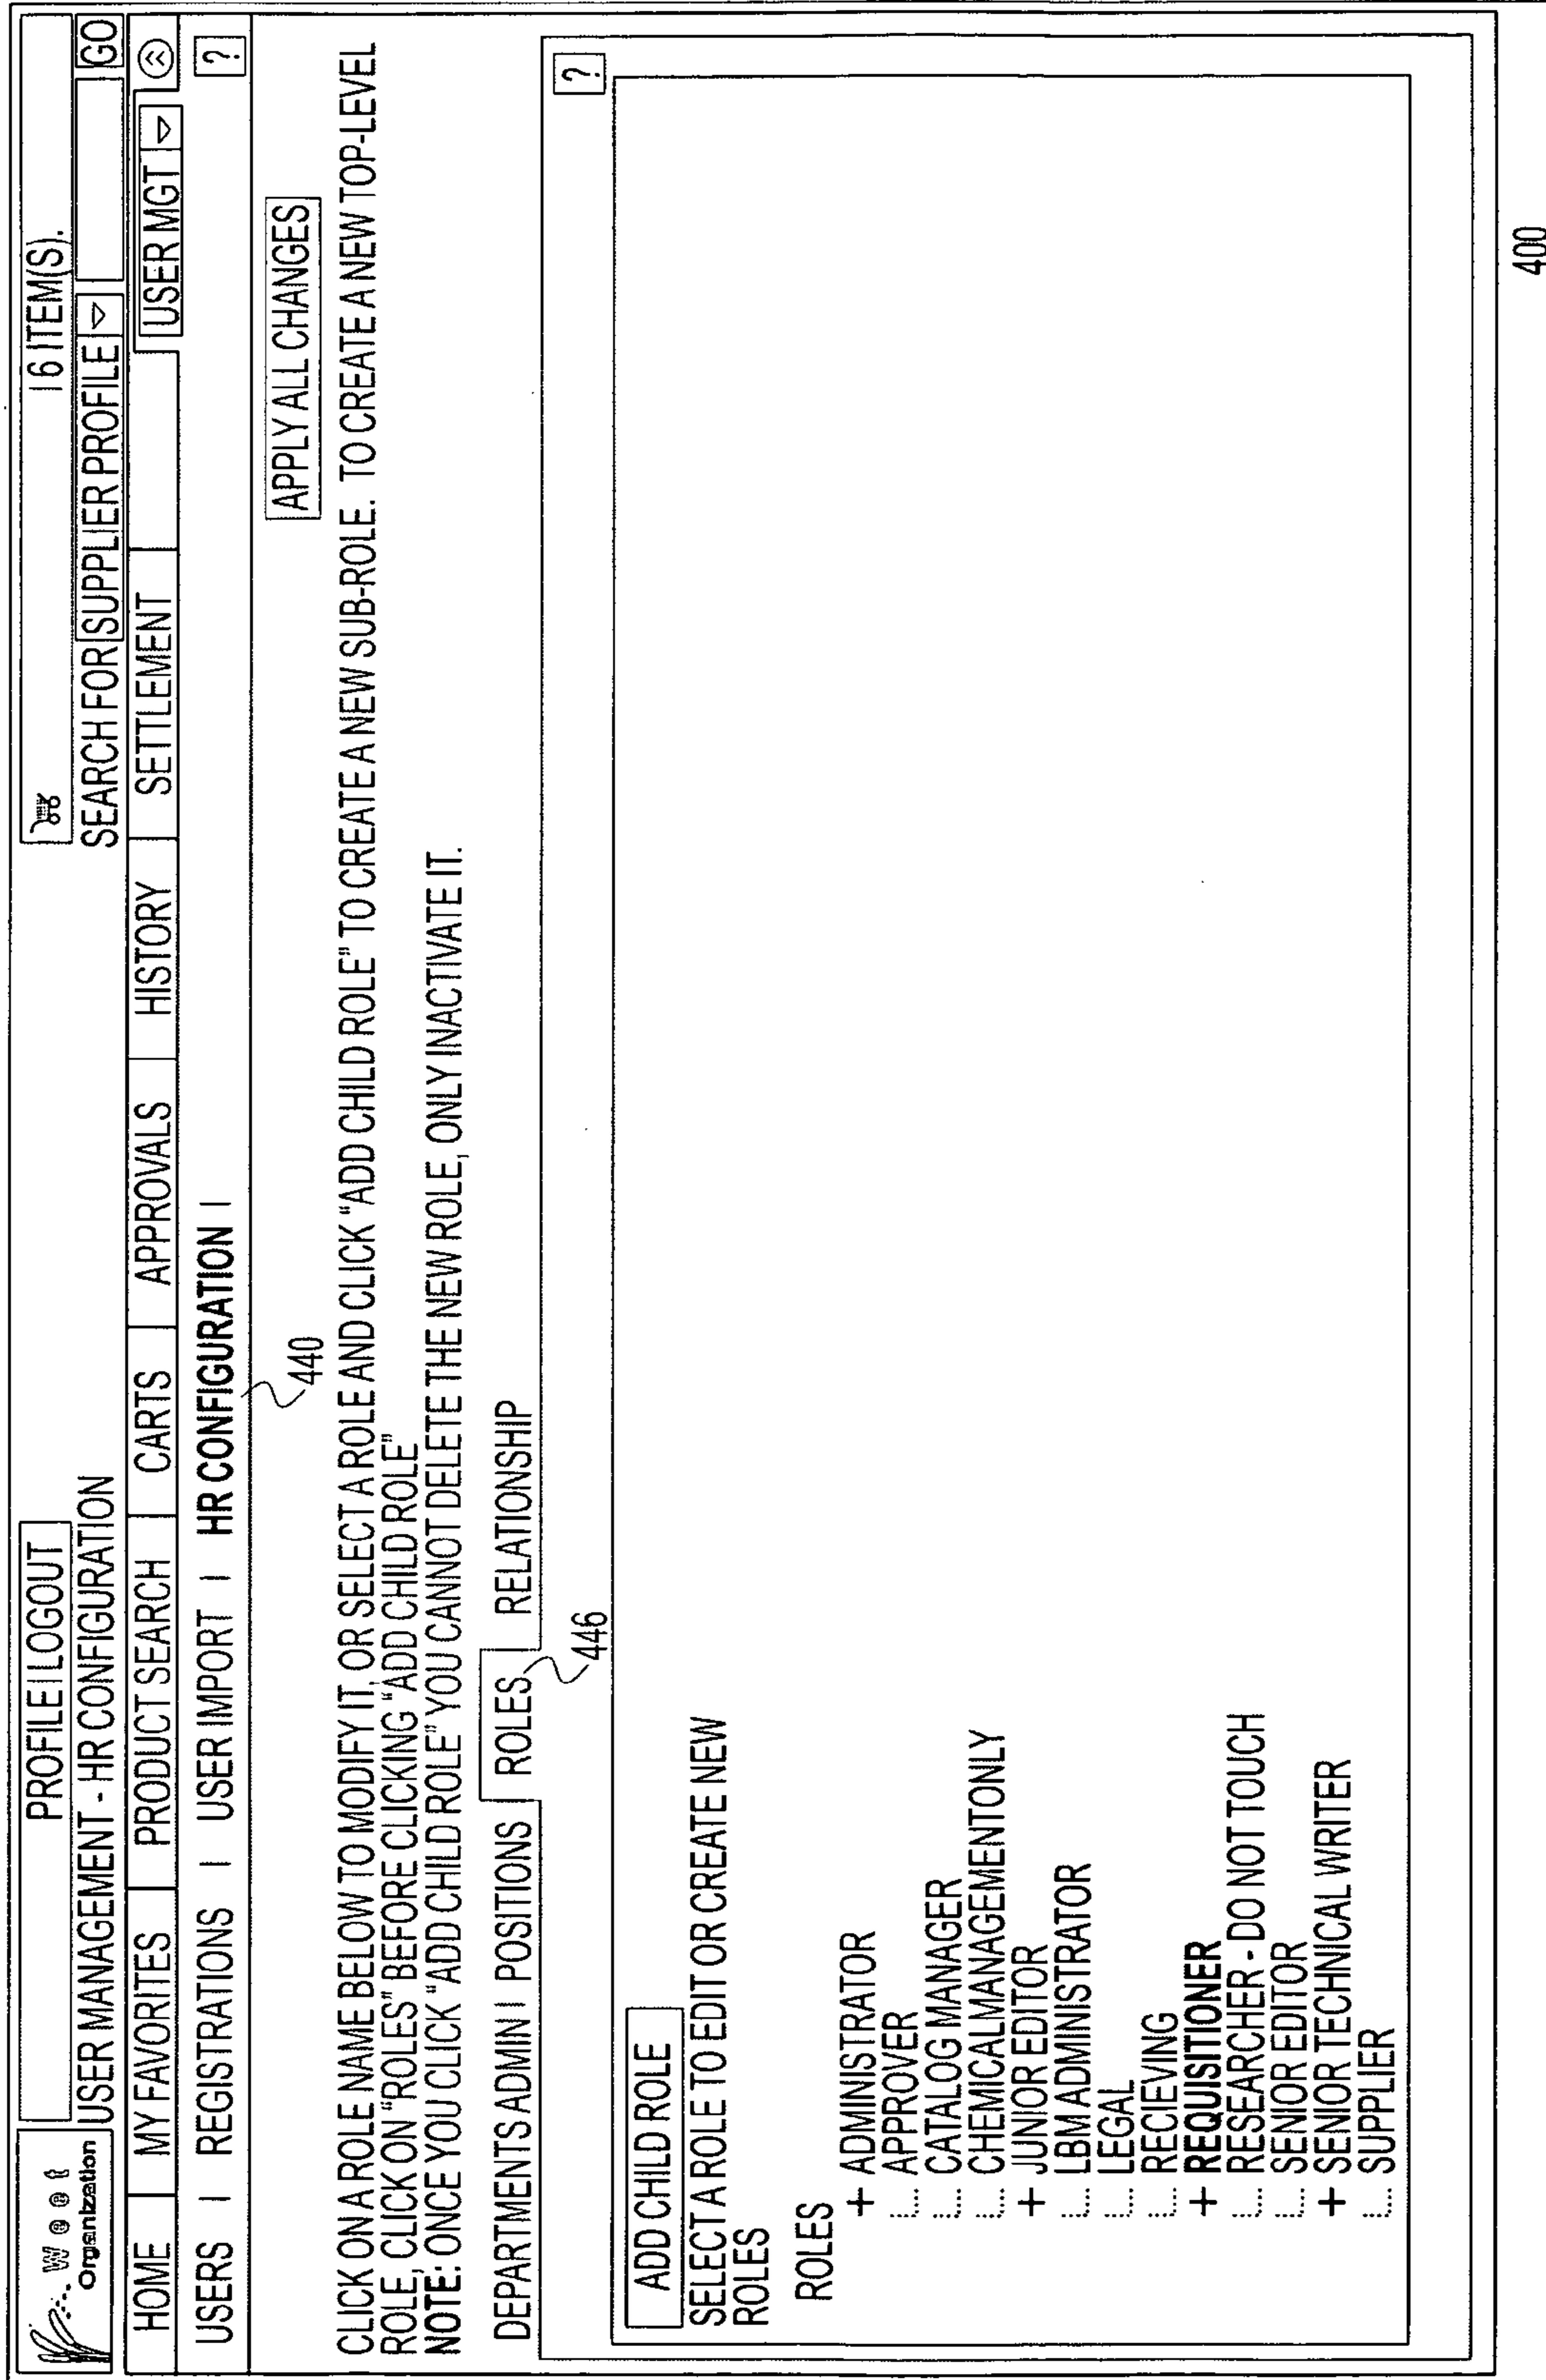 West
Organization
PROFILE | LOGOUT
| 6 ITEM(S).
USER MANAGEMENT - HR CONFIGURATION
SEARCH FOR SUPPLIER PROFILE GO
HOME MY FAVORITES PRODUCT SEARCH CARTS APPROVALS HISTORY SETTLEMENT USER MGT
USERS | REGISTRATIONS | USER IMPORT | HR CONFIGURATION | ?
440
APPLY ALL CHANGES
CLICK ON A ROLE NAME BELOW TO MODIFY IT, OR SELECT A ROLE AND CLICK "ADD CHILD ROLE" TO CREATE A NEW SUB-ROLE. TO CREATE A NEW TOP-LEVEL
ROLE, CLICK ON "ROLES" BEFORE CLICKING "ADD CHILD ROLE"
NOTE: ONCE YOU CLICK "ADD CHILD ROLE" YOU CANNOT DELETE THE NEW ROLE, ONLY INACTIVATE IT.
DEPARTMENTS ADMIN | POSITIONS | ROLES | RELATIONSHIP
446
?
ADD CHILD ROLE
SELECT A ROLE TO EDIT OR CREATE NEW
ROLES
ROLES
+ ADMINISTRATOR
APPROVER
CATALOG MANAGER
CHEMICALMANAGEMENTONLY
+ JUNIOR EDITOR
LBM ADMINISTRATOR
LEGAL
RECIEVING
+ REQUISITIONER
RESEARCHER - DO NOT TOUCH
SENIOR EDITOR
+ SENIOR TECHNICAL WRITER
SUPPLIER
400